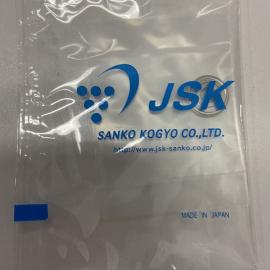 JSK
SANKO KOGYO CO.,LTD.
http://www.jsk-sanko.co.jp/
MADE IN JAPAN